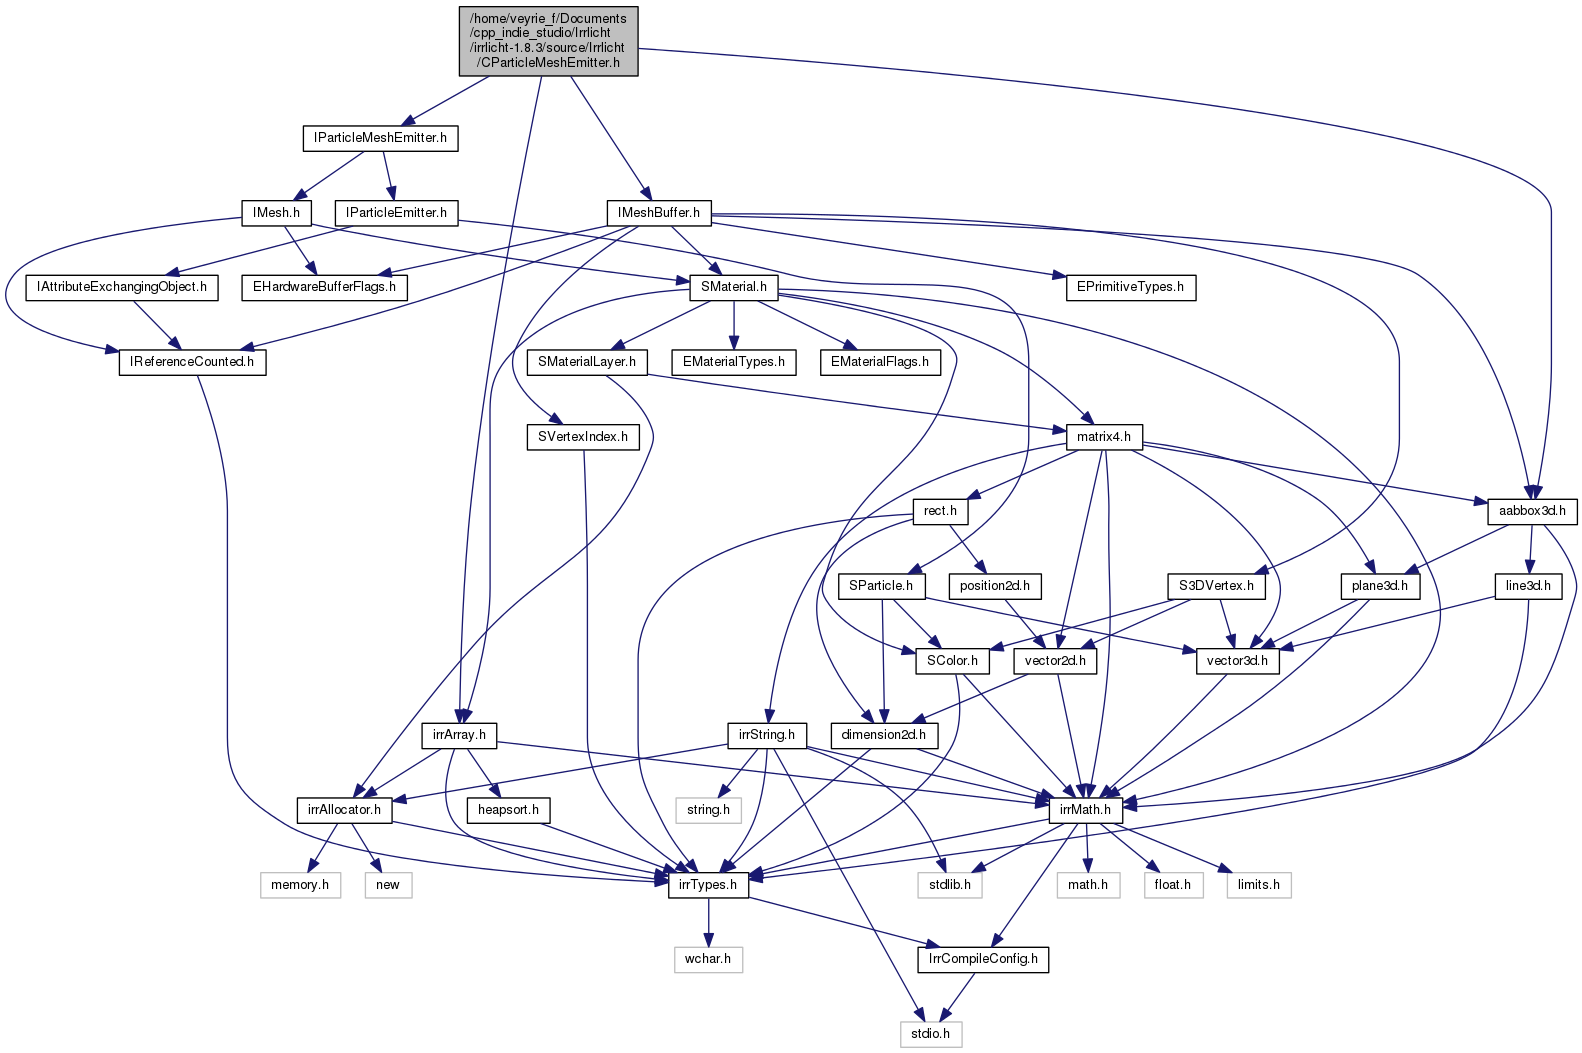 /home/veyrie_f/Documents
/cpp_indie_studio/Irrlicht
/irrlicht-1.8.3/source/Irrlicht
/CParticleMeshEmitter.h
IParticleMeshEmitter.h
IMesh.h
IParticleEmitter.h
IMeshBuffer.h
IAttributeExchangingObject.h
EHardwareBufferFlags.h
SMaterial.h
EPrimitiveTypes.h
IReferenceCounted.h
SMaterialLayer.h
EMaterialTypes.h
EMaterialFlags.h
SVertexIndex.h
matrix4.h
rect.h
aabbox3d.h
SParticle.h
position2d.h
S3DVertex.h
plane3d.h
line3d.h
SColor.h
vector2d.h
vector3d.h
irrArray.h
irrString.h
dimension2d.h
irrAllocator.h
heapsort.h
string.h
irrMath.h
memory.h
new
irrTypes.h
stdlib.h
math.h
float.h
limits.h
wchar.h
IrrCompileConfig.h
stdio.h